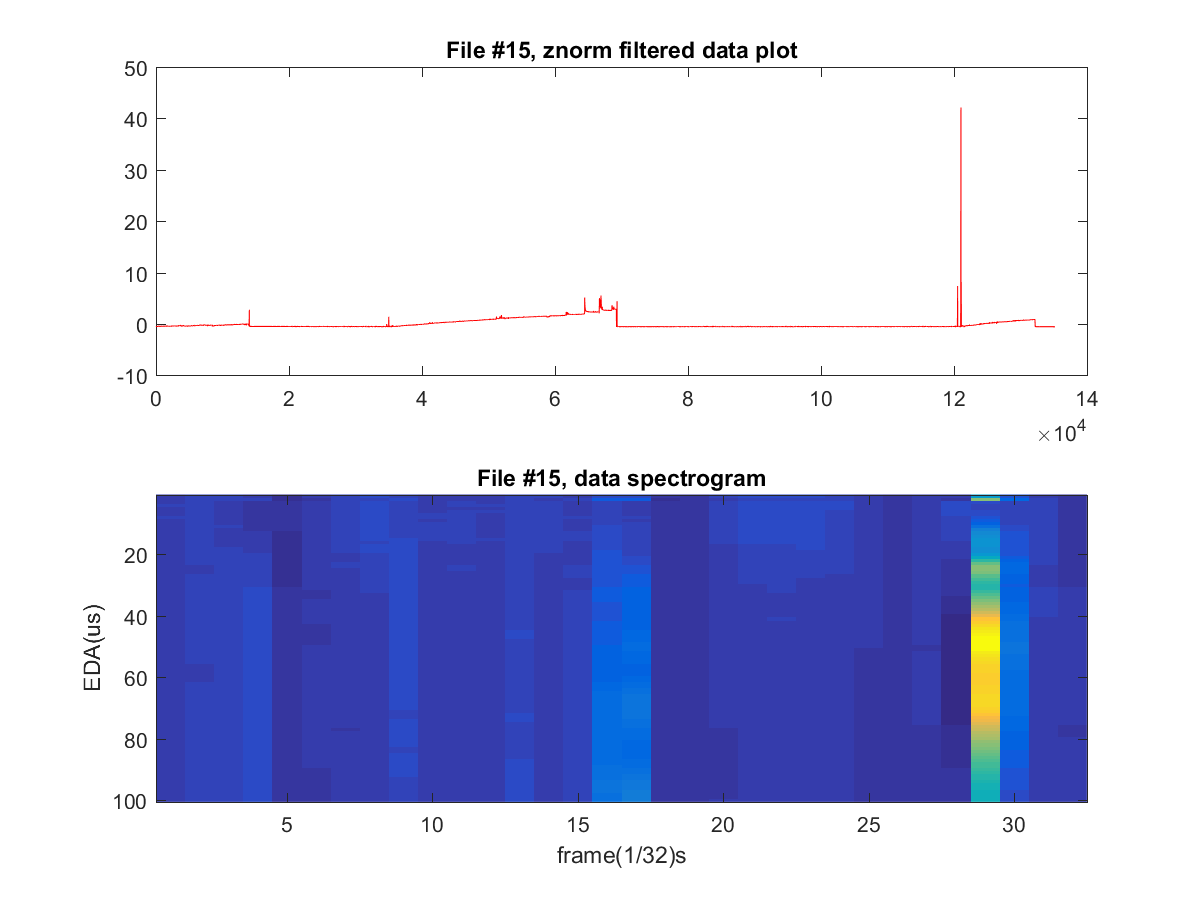 File #15, znorm filtered data plot
50
40
30
20
10
0
-10
0 2 4 6 8 10 12 14
×10^4
File #15, data spectrogram
20
40
60
80
100
EDA(us)
5 10 15 20 25 30
frame(1/32)s